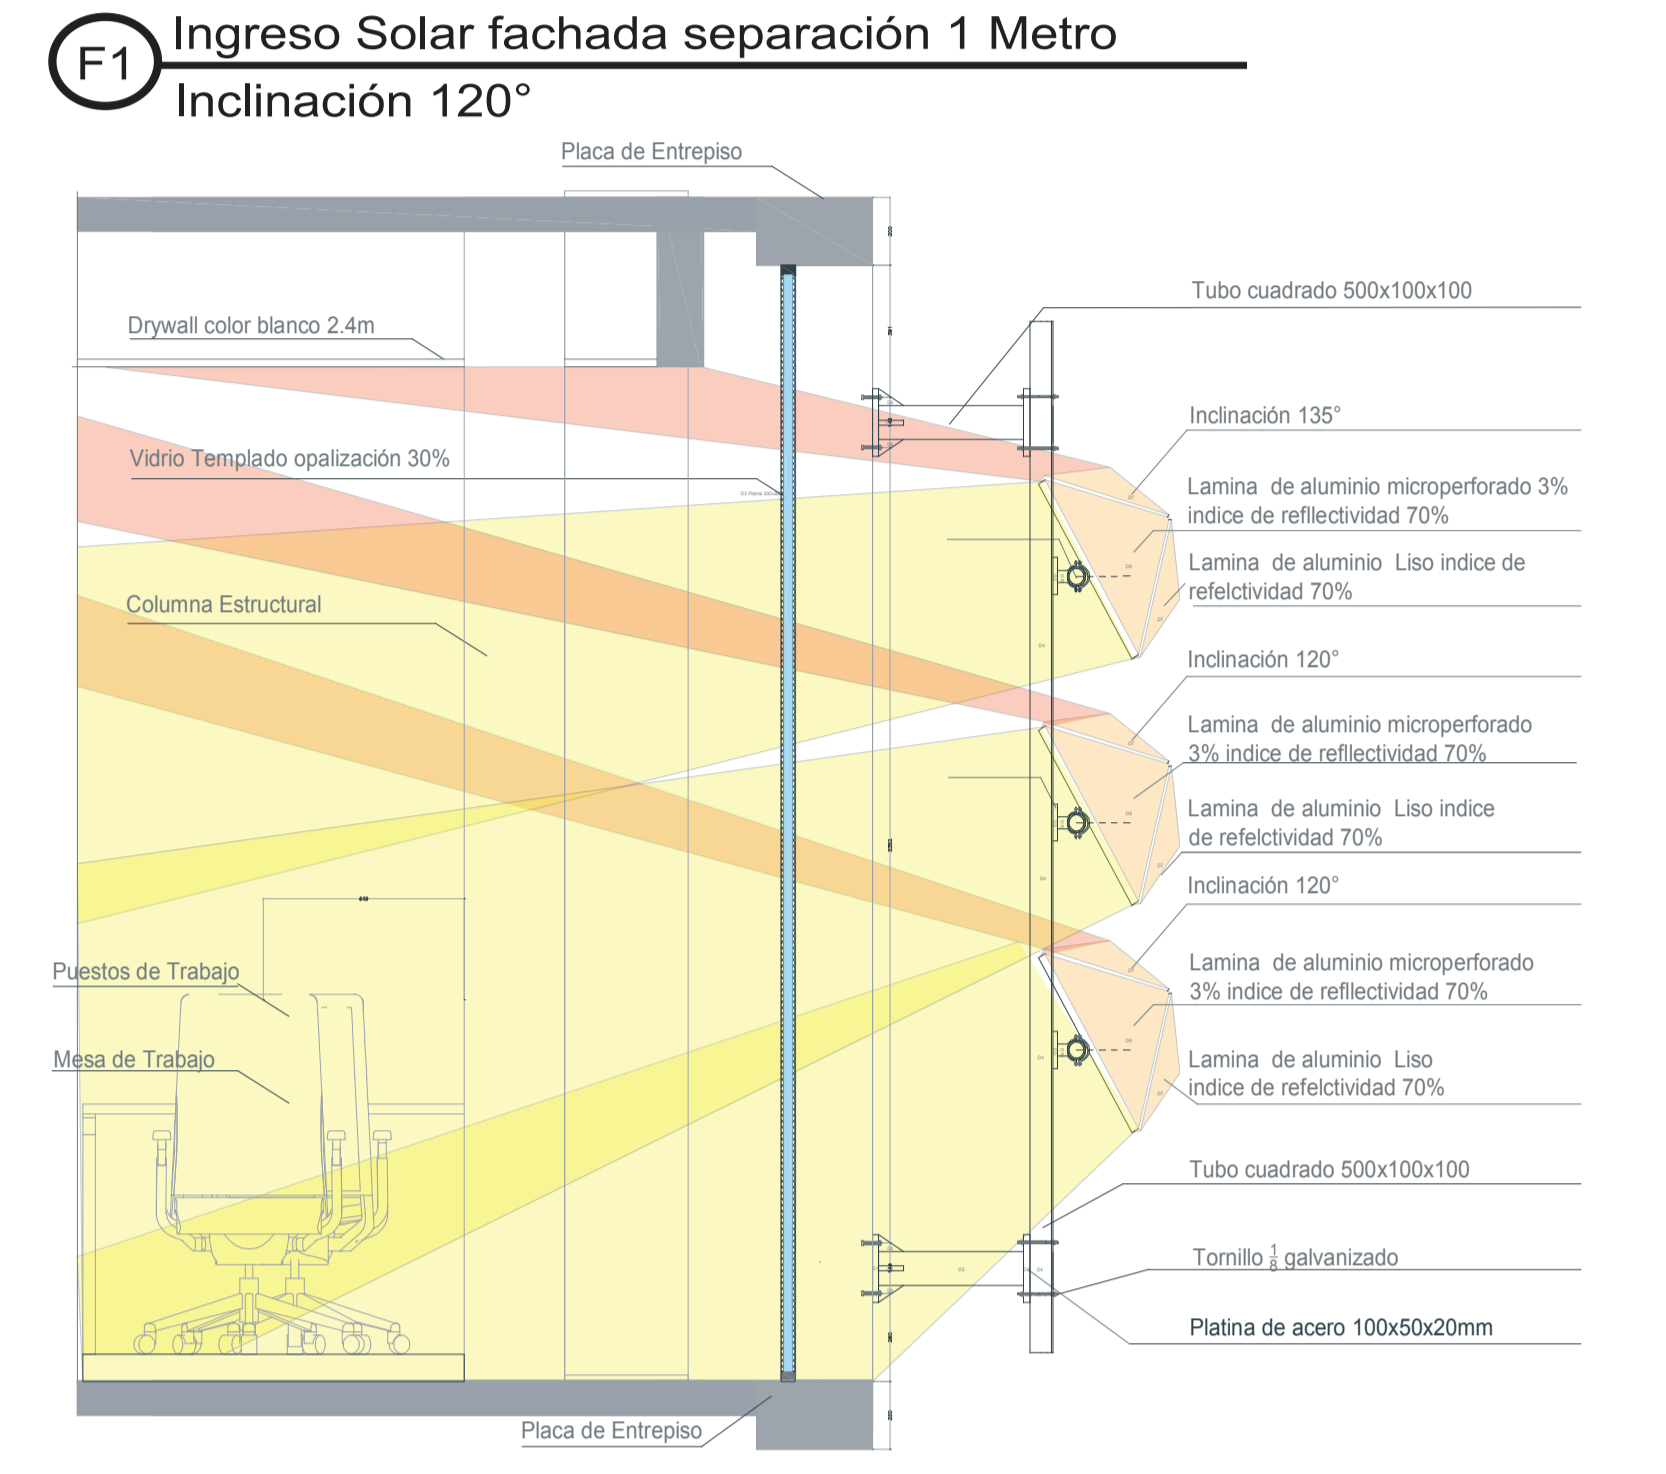 F1
Ingreso Solar fachada separación 1 Metro
Inclinación 120°
Placa de Entrepiso
Tubo cuadrado 500x100x100
Drywall color blanco 2.4m
Inclinación 135°
Vidrio Templado opalización 30%
Lamina de aluminio microperforado 3%
indice de refllectividad 70%
Lamina de aluminio Liso indice de
refelctividad 70%
Columna Estructural
Inclinación 120°
Lamina de aluminio microperforado
3% indice de refllectividad 70%
Lamina de aluminio Liso indice
de refelctividad 70%
Inclinación 120°
Puestos de Trabajo
Lamina de aluminio microperforado
3% indice de refllectividad 70%
Mesa de Trabajo
Lamina de aluminio Liso
indice de refelctividad 70%
Tubo cuadrado 500x100x100
Tornillo 1/8 galvanizado
Platina de acero 100x50x20mm
Placa de Entrepiso